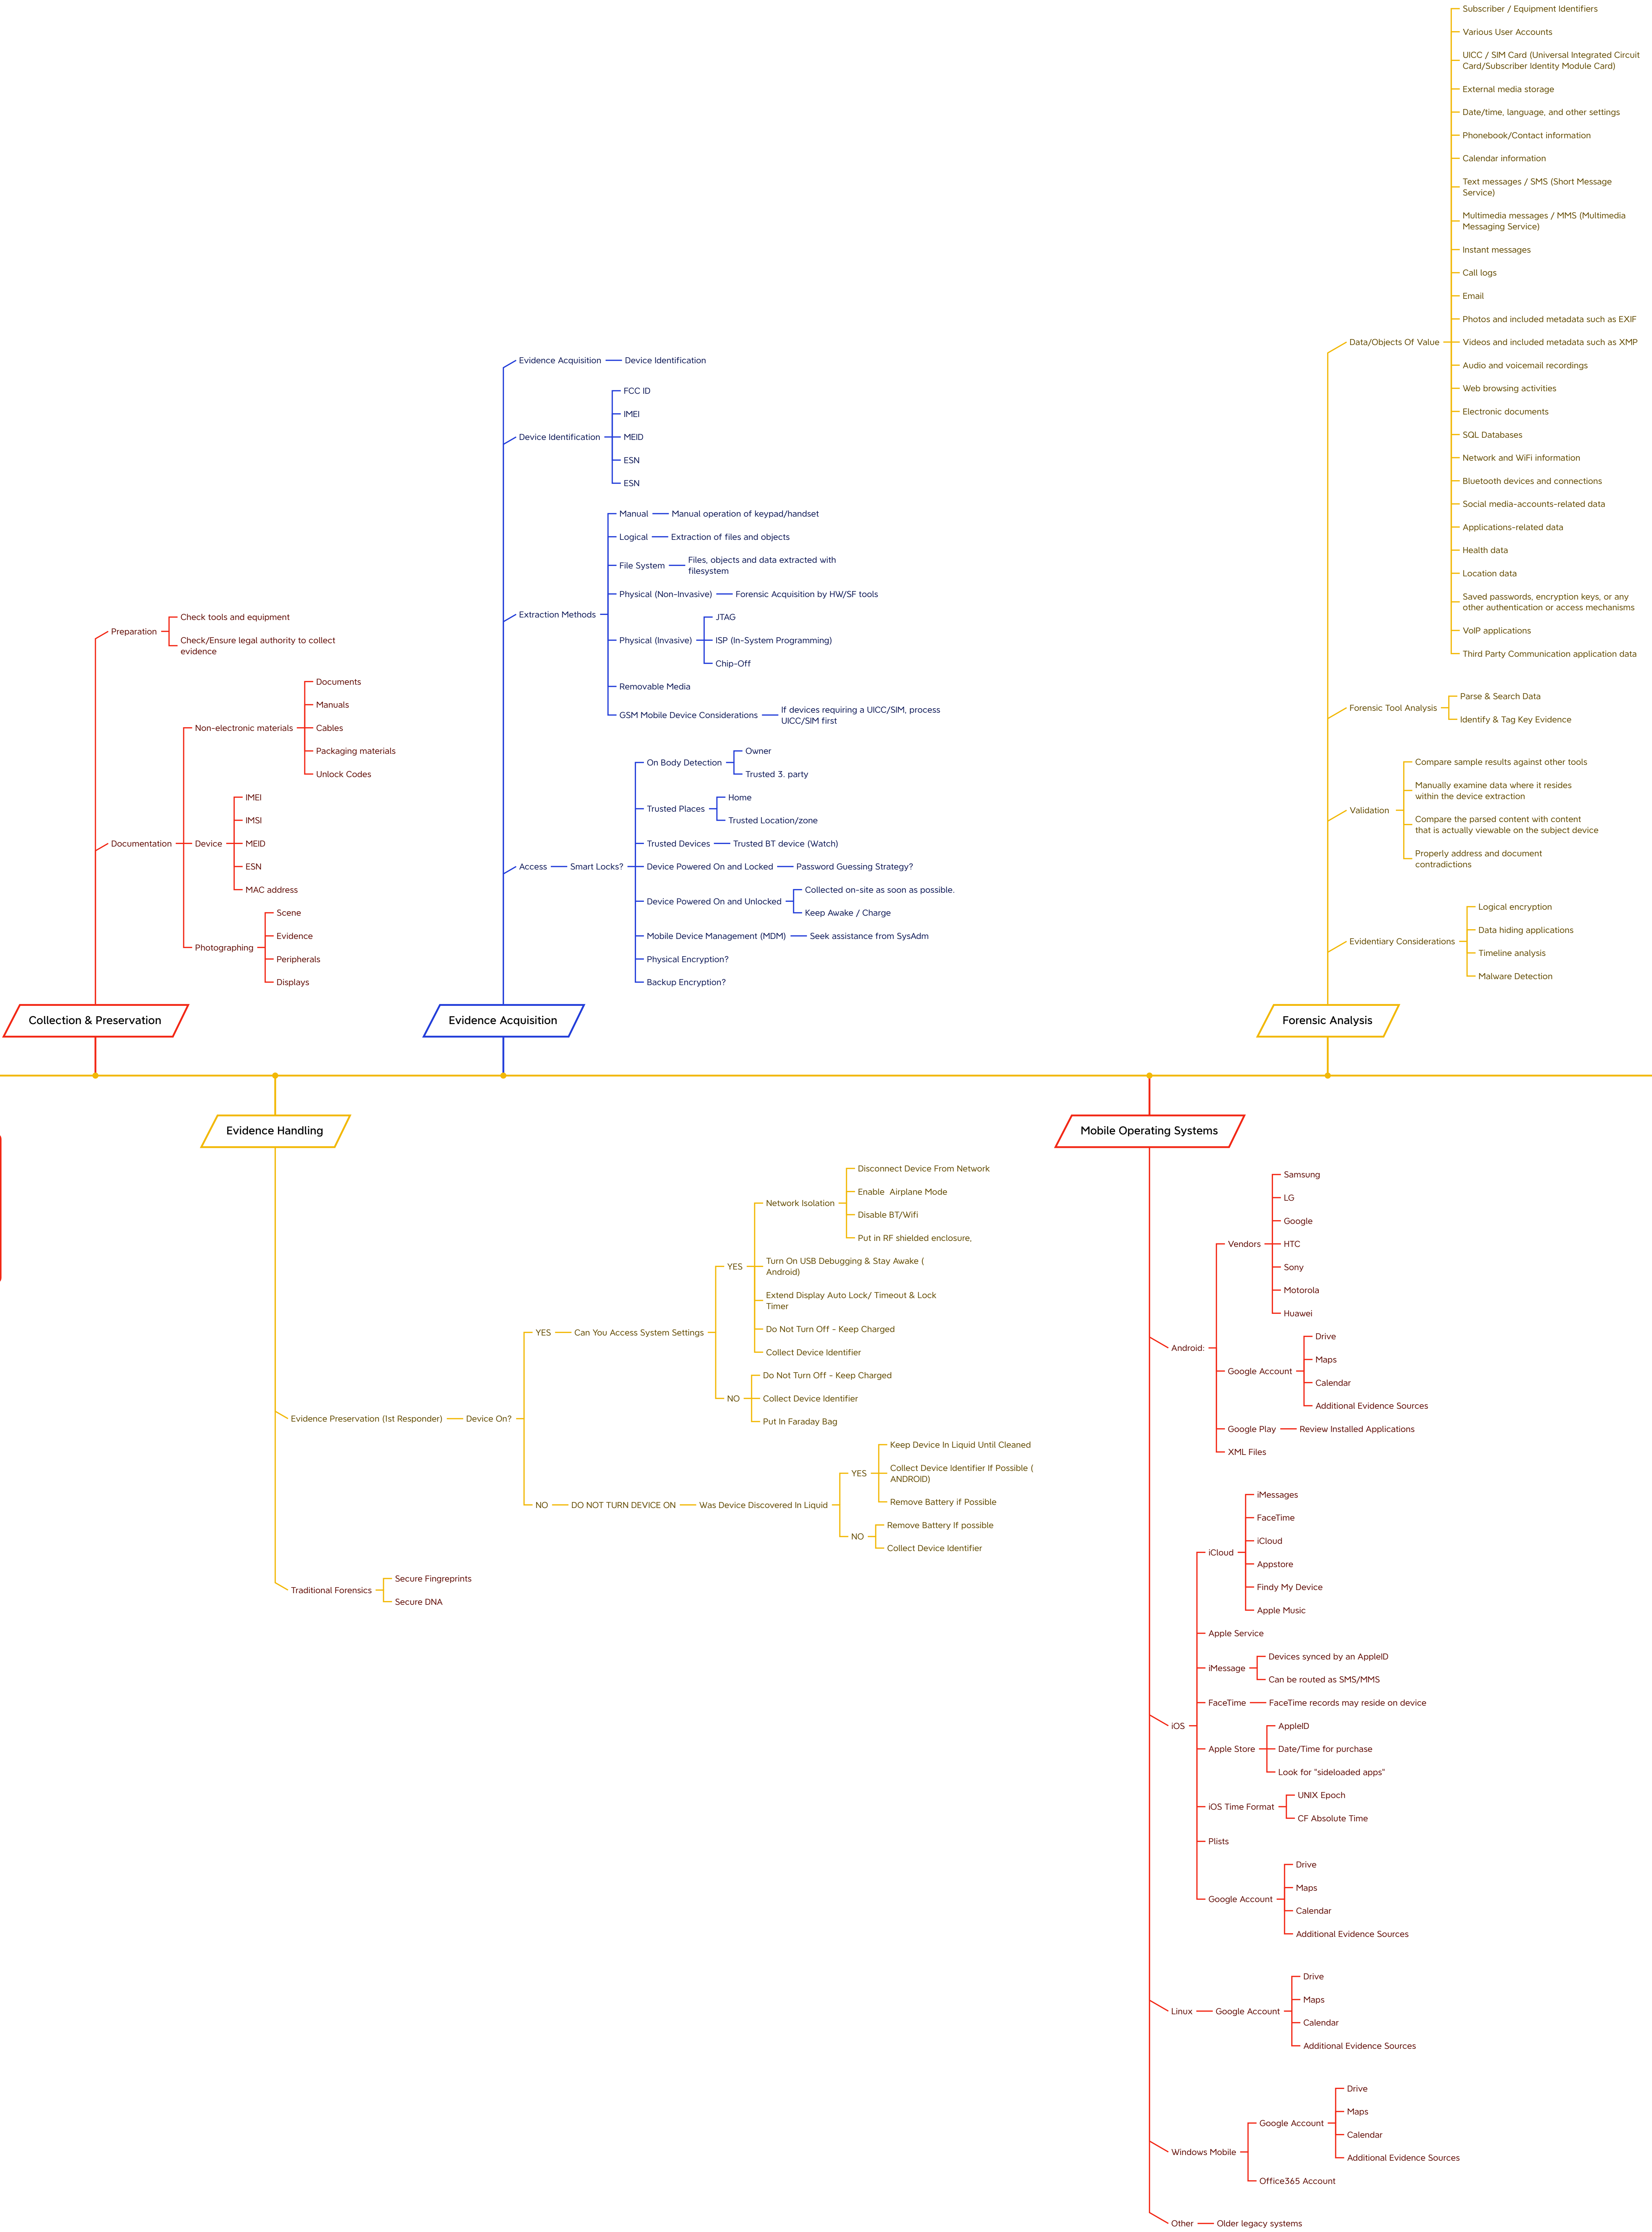 Preparation
Check tools and equipment
Check/Ensure legal authority to collect
evidence
Documentation
Non-electronic materials
Documents
Manuals
Cables
Packaging materials
Unlock Codes
Device
IMEI
IMSI
MEID
ESN
MAC address
Photographing
Scene
Evidence
Peripherals
Displays
Collection & Preservation
Evidence Acquisition
Device Identification
Device Identification
FCC ID
IMEI
MEID
ESN
ESN
Extraction Methods
Manual
Manual operation of keypad/handset
Logical
Extraction of files and objects
File System
Files, objects and data extracted with
filesystem
Physical (Non-Invasive)
Forensic Acquisition by HW/SF tools
Physical (Invasive)
JTAG
ISP (In-System Programming)
Chip-Off
Removable Media
GSM Mobile Device Considerations
If devices requiring a UICC/SIM, process
UICC/SIM first
Access
Smart Locks?
On Body Detection
Owner
Trusted 3. party
Trusted Places
Home
Trusted Location/zone
Trusted Devices
Trusted BT device (Watch)
Device Powered On and Locked
Password Guessing Strategy?
Device Powered On and Unlocked
Collected on-site as soon as possible.
Keep Awake / Charge
Mobile Device Management (MDM)
Seek assistance from SysAdm
Physical Encryption?
Backup Encryption?
Evidence Acquisition
Data/Objects Of Value
Subscriber / Equipment Identifiers
Various User Accounts
UICC / SIM Card (Universal Integrated Circuit
Card/Subscriber Identity Module Card)
External media storage
Date/time, language, and other settings
Phonebook/Contact information
Calendar information
Text messages / SMS (Short Message
Service)
Multimedia messages / MMS (Multimedia
Messaging Service)
Instant messages
Call logs
Email
Photos and included metadata such as EXIF
Videos and included metadata such as XMP
Audio and voicemail recordings
Web browsing activities
Electronic documents
SQL Databases
Network and WiFi information
Bluetooth devices and connections
Social media-accounts-related data
Applications-related data
Health data
Location data
Saved passwords, encryption keys, or any
other authentication or access mechanisms
VoIP applications
Third Party Communication application data
Forensic Tool Analysis
Parse & Search Data
Identify & Tag Key Evidence
Validation
Compare sample results against other tools
Manually examine data where it resides
within the device extraction
Compare the parsed content with content
that is actually viewable on the subject device
Properly address and document
contradictions
Evidentiary Considerations
Logical encryption
Data hiding applications
Timeline analysis
Malware Detection
Forensic Analysis
Evidence Handling
Evidence Preservation (1st Responder)
Device On?
YES
Can You Access System Settings
YES
Network Isolation
Disconnect Device From Network
Enable  Airplane Mode
Disable BT/Wifi
Put in RF shielded enclosure,
Turn On USB Debugging & Stay Awake (
Android)
Extend Display Auto Lock/ Timeout & Lock
Timer
Do Not Turn Off - Keep Charged
Collect Device Identifier
NO
Do Not Turn Off - Keep Charged
Collect Device Identifier
Put In Faraday Bag
NO
DO NOT TURN DEVICE ON
Was Device Discovered In Liquid
YES
Keep Device In Liquid Until Cleaned
Collect Device Identifier If Possible (
ANDROID)
Remove Battery if Possible
NO
Remove Battery If possible
Collect Device Identifier
Traditional Forensics
Secure Fingreprints
Secure DNA
Mobile Operating Systems
Android:
Vendors
Samsung
LG
Google
HTC
Sony
Motorola
Huawei
Google Account
Drive
Maps
Calendar
Additional Evidence Sources
Google Play
Review Installed Applications
XML Files
iOS
iCloud
iMessages
FaceTime
iCloud
Appstore
Findy My Device
Apple Music
Apple Service
iMessage
Devices synced by an AppleID
Can be routed as SMS/MMS
FaceTime
FaceTime records may reside on device
Apple Store
AppleID
Date/Time for purchase
Look for "sideloaded apps"
iOS Time Format
UNIX Epoch
CF Absolute Time
Plists
Google Account
Drive
Maps
Calendar
Additional Evidence Sources
Linux
Google Account
Drive
Maps
Calendar
Additional Evidence Sources
Windows Mobile
Google Account
Drive
Maps
Calendar
Additional Evidence Sources
Office365 Account
Other
Older legacy systems